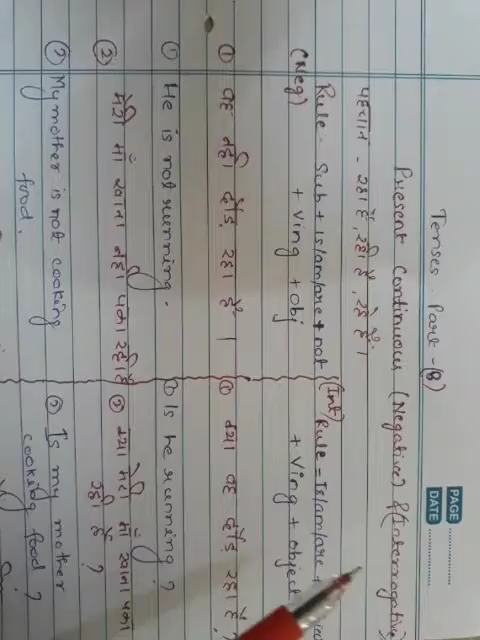 PAGE
DATE
Tenses Part-(B)
Present Continuous (Negative) & (Interrogative)
पहचान - रहा है, रही है, रहे हैं।
Rule - Sub + is/am/are + not
(Neg) + Ving + obj
(Int) Rule = Is/am/are +
+ Ving + object
① वह नहीं दौड़ रहा है।
① क्या वह दौड़ रहा है?
① He is not running.
① Is he running?
② मेरी माँ खाना नहीं पका रही है
② क्या मेरी माँ खाना पका
रही है?
② My mother is not cooking
food.
② Is my mother
cooking food?